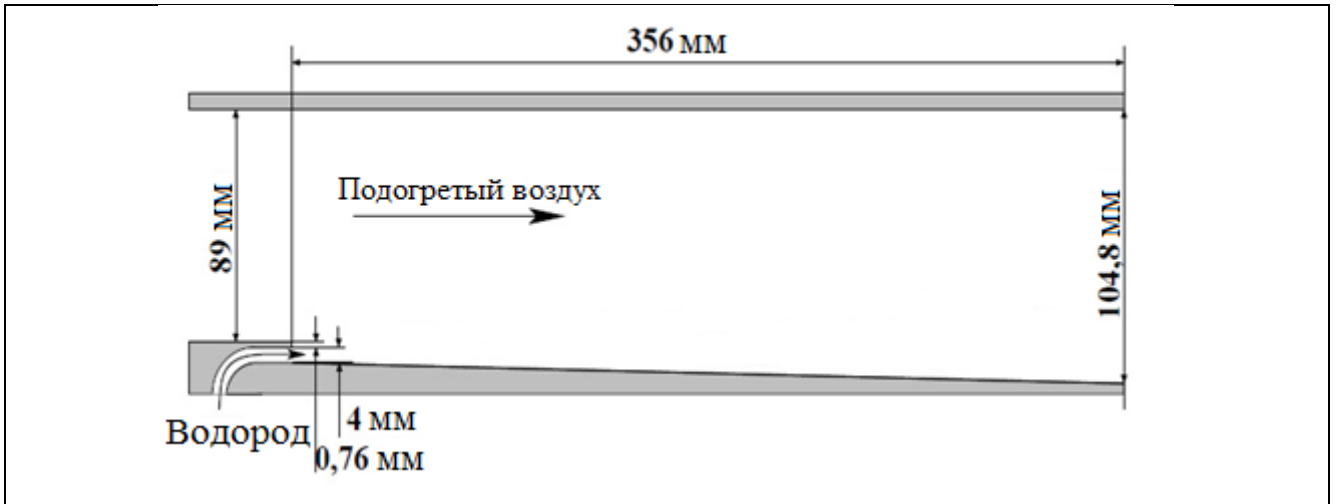 356 мм
Подогретый воздух
89 мм
104,8 мм
4 мм
Водород
0,76 мм